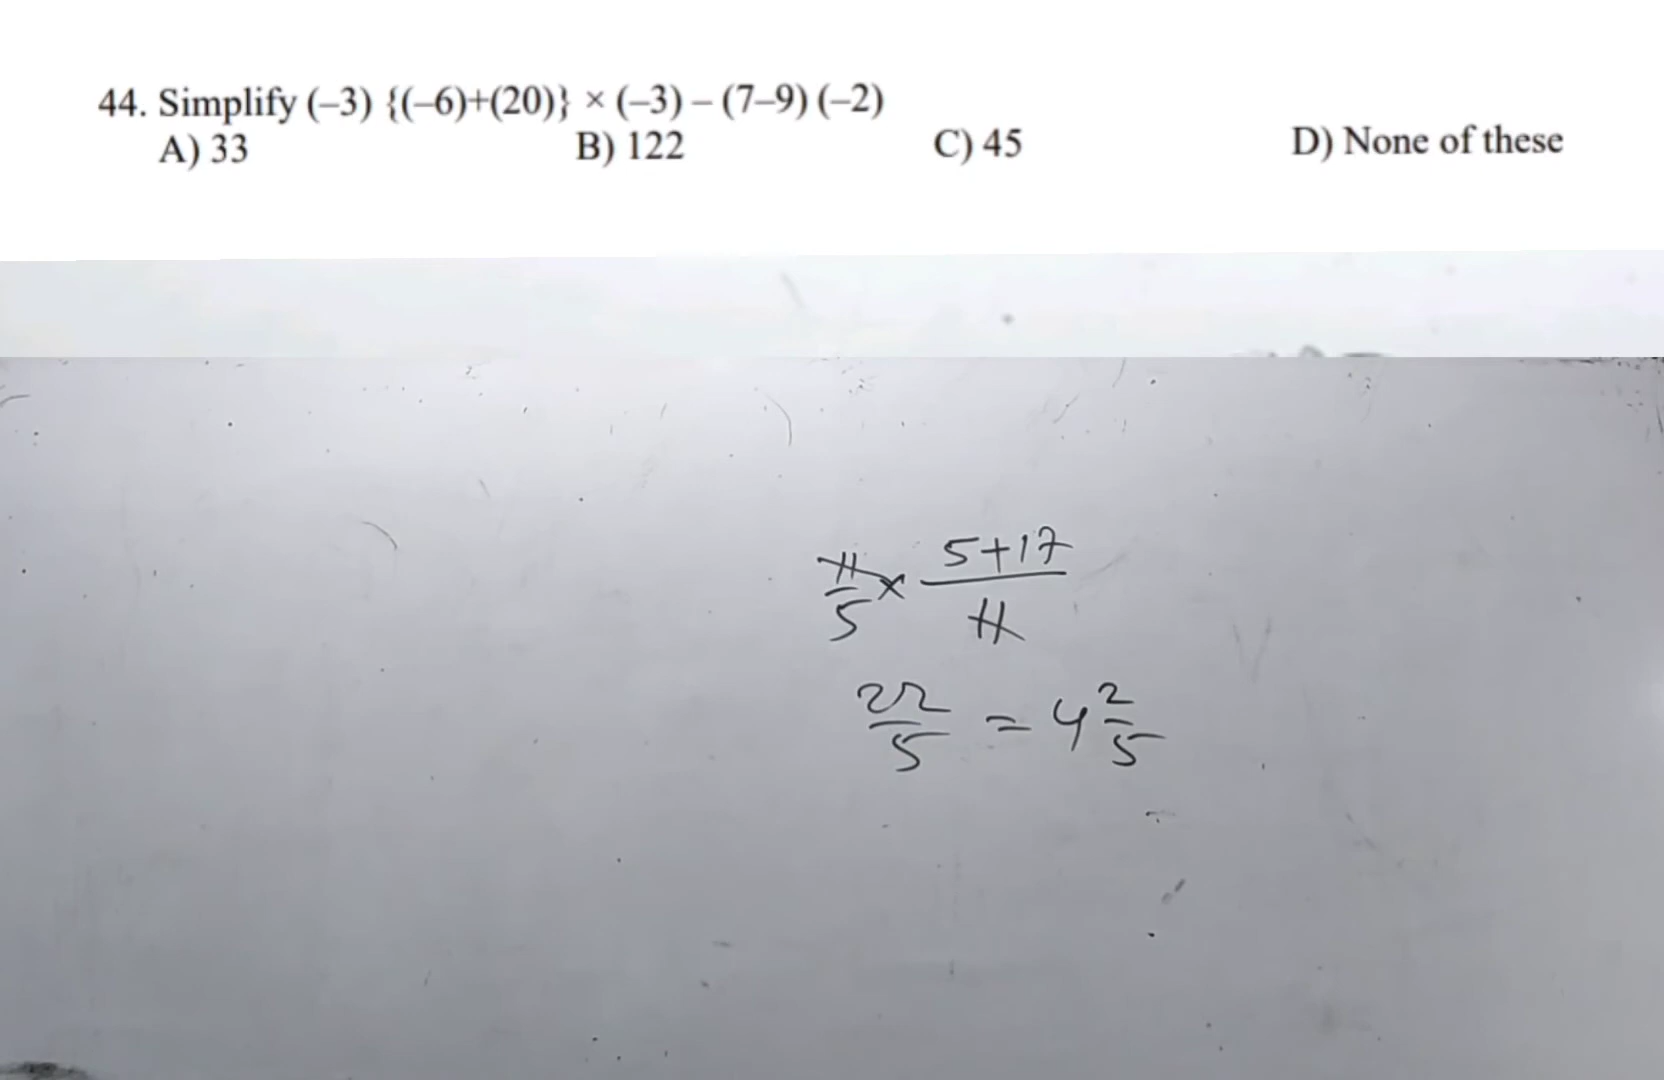 44. Simplify (–3) {(–6)+(20)} × (–3) – (7–9) (–2)
A) 33 B) 122 C) 45 D) None of these
11/5 × 5+17/11
22/5 = 4 2/5